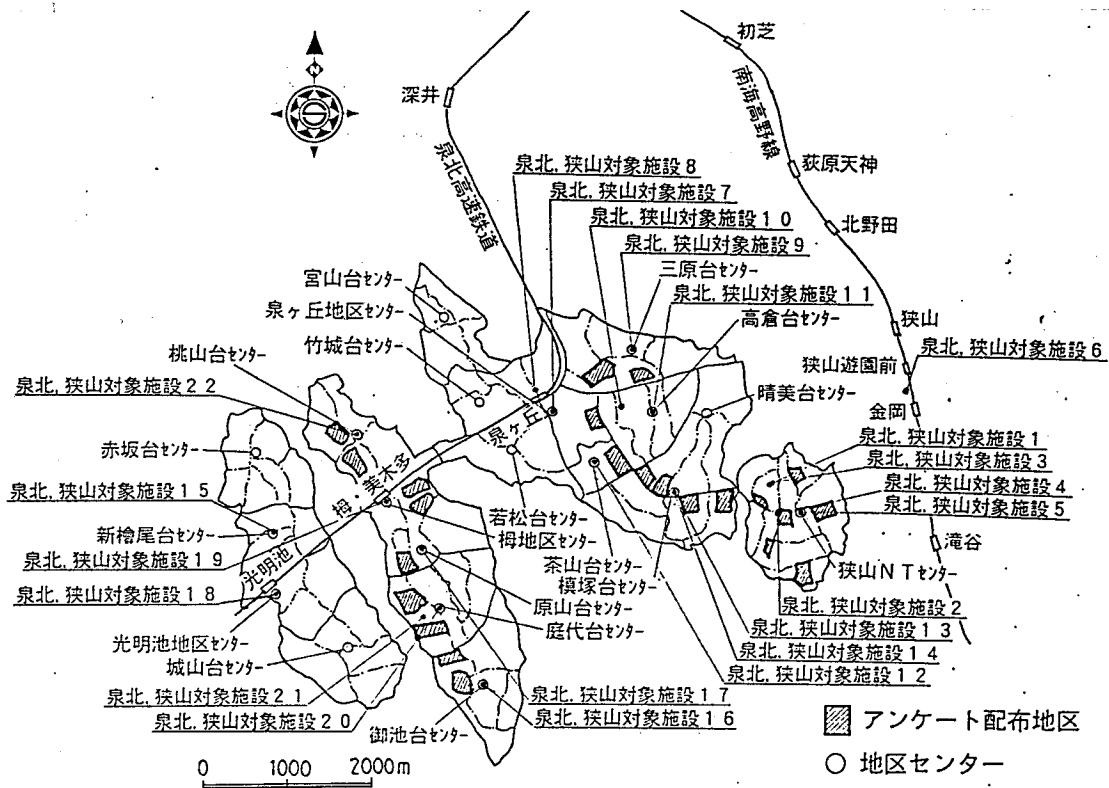 初芝
深井
南海高野線
泉北高速鉄道
萩原天神
泉北, 狭山対象施設8
泉北, 狭山対象施設7
泉北, 狭山対象施設10
北野田
泉北, 狭山対象施設9
宮山台センター
三原台センター
泉ヶ丘地区センター
泉北, 狭山対象施設11
竹城台センター
高倉台センター
狭山
桃山台センター
狭山遊園前
泉北, 狭山対象施設6
泉北, 狭山対象施設22
晴美台センター
金岡
泉ヶ丘
赤坂台センター
泉北, 狭山対象施設1
泉北, 狭山対象施設3
栂・美木多
泉北, 狭山対象施設15
泉北, 狭山対象施設4
若松台センター
泉北, 狭山対象施設5
新檜尾台センター
栂地区センター
滝谷
泉北, 狭山対象施設19
茶山台センター
光明池
槙塚台センター
狭山NTセンター
泉北, 狭山対象施設18
原山台センター
泉北, 狭山対象施設2
庭代台センター
泉北, 狭山対象施設13
光明池地区センター
泉北, 狭山対象施設14
城山台センター
泉北, 狭山対象施設12
泉北, 狭山対象施設21
泉北, 狭山対象施設17
泉北, 狭山対象施設20
泉北, 狭山対象施設16
御池台センター
アンケート配布地区
地区センター
0 1000 2000m